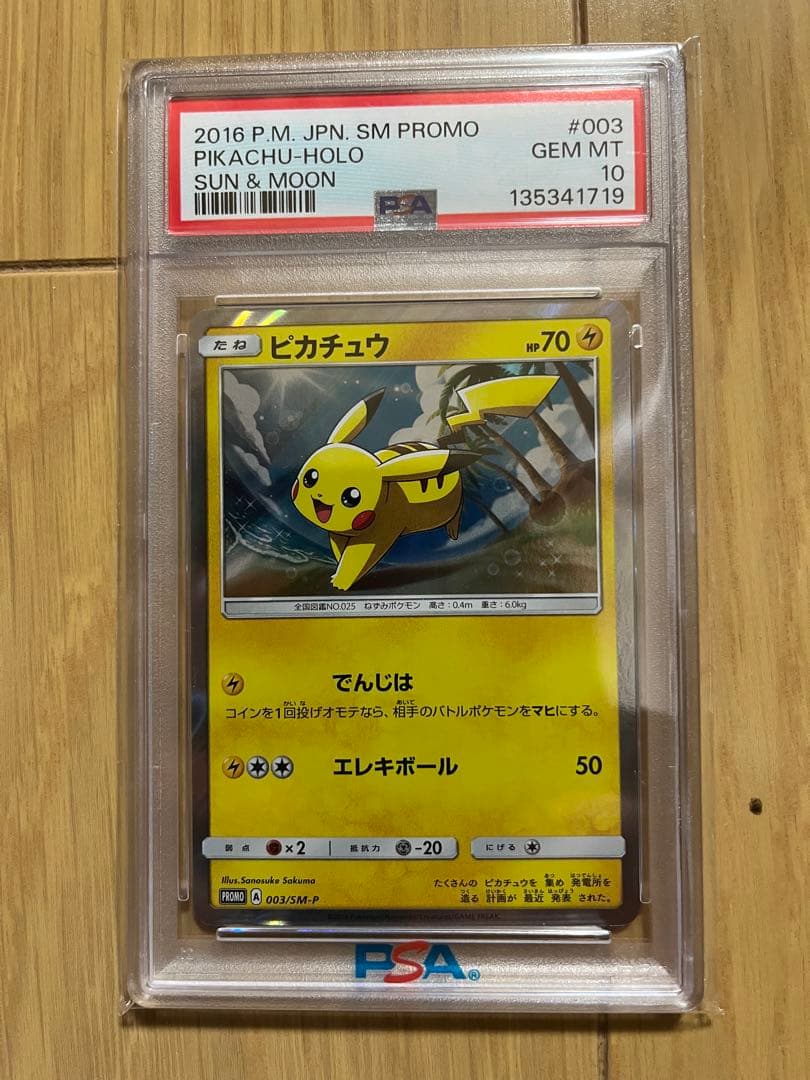 2016 P.M. JPN. SM PROMO #003
PIKACHU-HOLO GEM MT
SUN & MOON 10
135341719
PSA
たね ピカチュウ HP70
全国図鑑NO.025 ねずみポケモン 高さ:0.4m 重さ:6.0kg
でんじは
コインを1回投げオモテなら、相手のバトルポケモンをマヒにする。
エレキボール 50
弱点 ×2 抵抗力 -20 にげる
Illus.Sanosuke Sakuma
PROMO A 003/SM-P
たくさんの ピカチュウを 集め 発電所を
造る 計画が 最近 発表 された。
PSA®